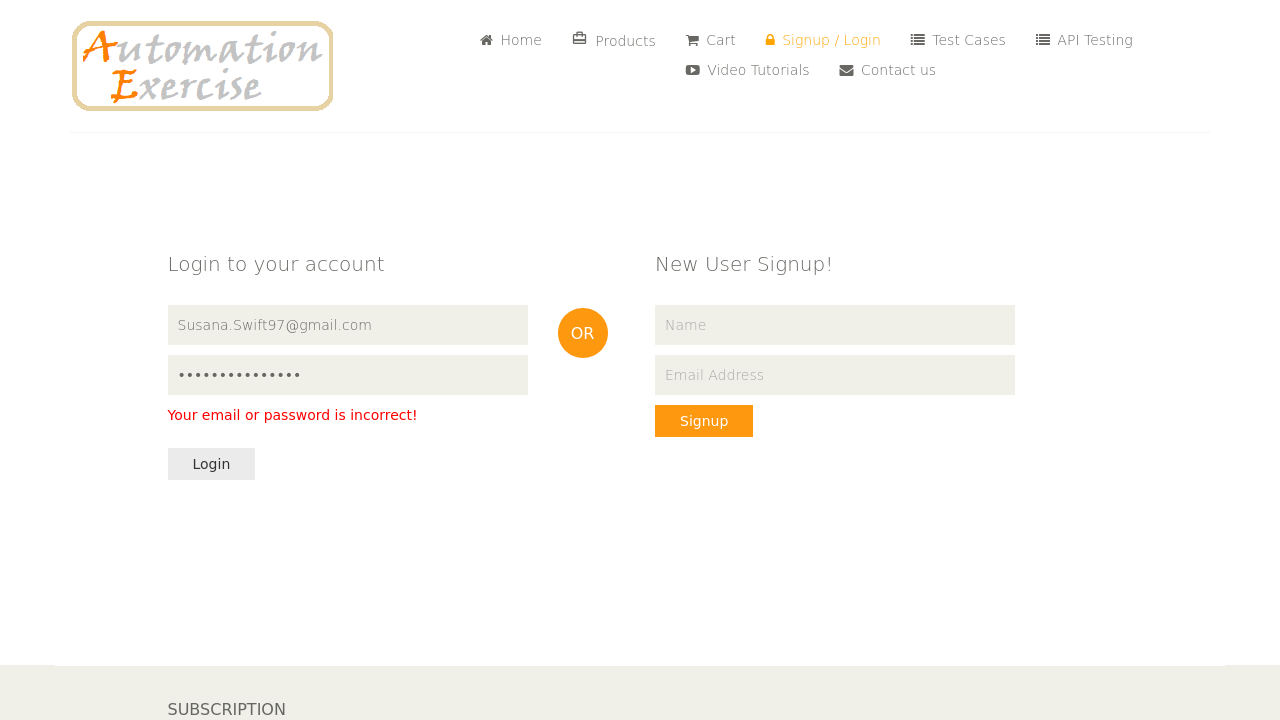 Automation
Exercise
Home
Products
Cart
Signup / Login
Test Cases
API Testing
Video Tutorials
Contact us
Login to your account
New User Signup!
Susana.Swift97@gmail.com
OR
Name
•••••••••••••••
Email Address
Your email or password is incorrect!
Signup
Login
SUBSCRIPTION